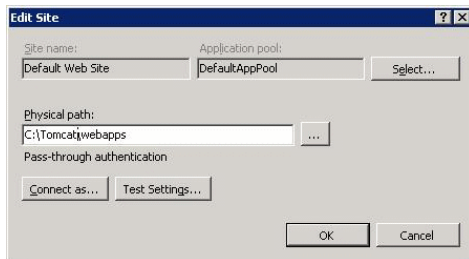 Edit Site
Site name:
Application pool:
Default Web Site
DefaultAppPool
Select...
Physical path:
C:\Tomcat\webapps
...
Pass-through authentication
Connect as...
Test Settings...
OK
Cancel